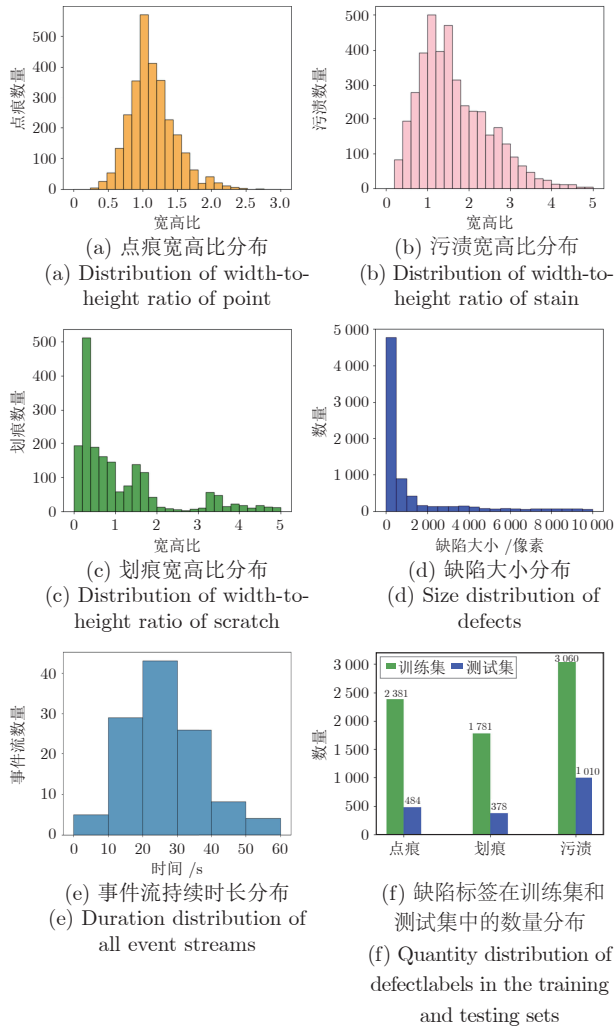 500
400
300
200
100
0
点痕数量
0
0.5
1.0
1.5
2.0
2.5
3.0
宽高比
(a) 点痕宽高比分布
(a) Distribution of width-to-
height ratio of point
500
400
300
200
100
0
污渍数量
0
1
2
3
4
5
宽高比
(b) 污渍宽高比分布
(b) Distribution of width-to-
height ratio of stain
500
400
300
200
100
0
划痕数量
0
1
2
3
4
5
宽高比
(c) 划痕宽高比分布
(c) Distribution of width-to-
height ratio of scratch
5 000
4 000
3 000
2 000
1 000
0
数量
0
2 000
4 000
6 000
8 000
10 000
缺陷大小 /像素
(d) 缺陷大小分布
(d) Size distribution of
defects
40
30
20
10
0
事件流数量
0
10
20
30
40
50
60
时间 /s
(e) 事件流持续时长分布
(e) Duration distribution of
all event streams
3 000
2 500
2 000
1 500
1 000
500
0
数量
训练集
测试集
2 381
484
1 781
378
3 060
1 010
点痕
划痕
污渍
(f) 缺陷标签在训练集和
测试集中的数量分布
(f) Quantity distribution of
defectlabels in the training
and testing sets